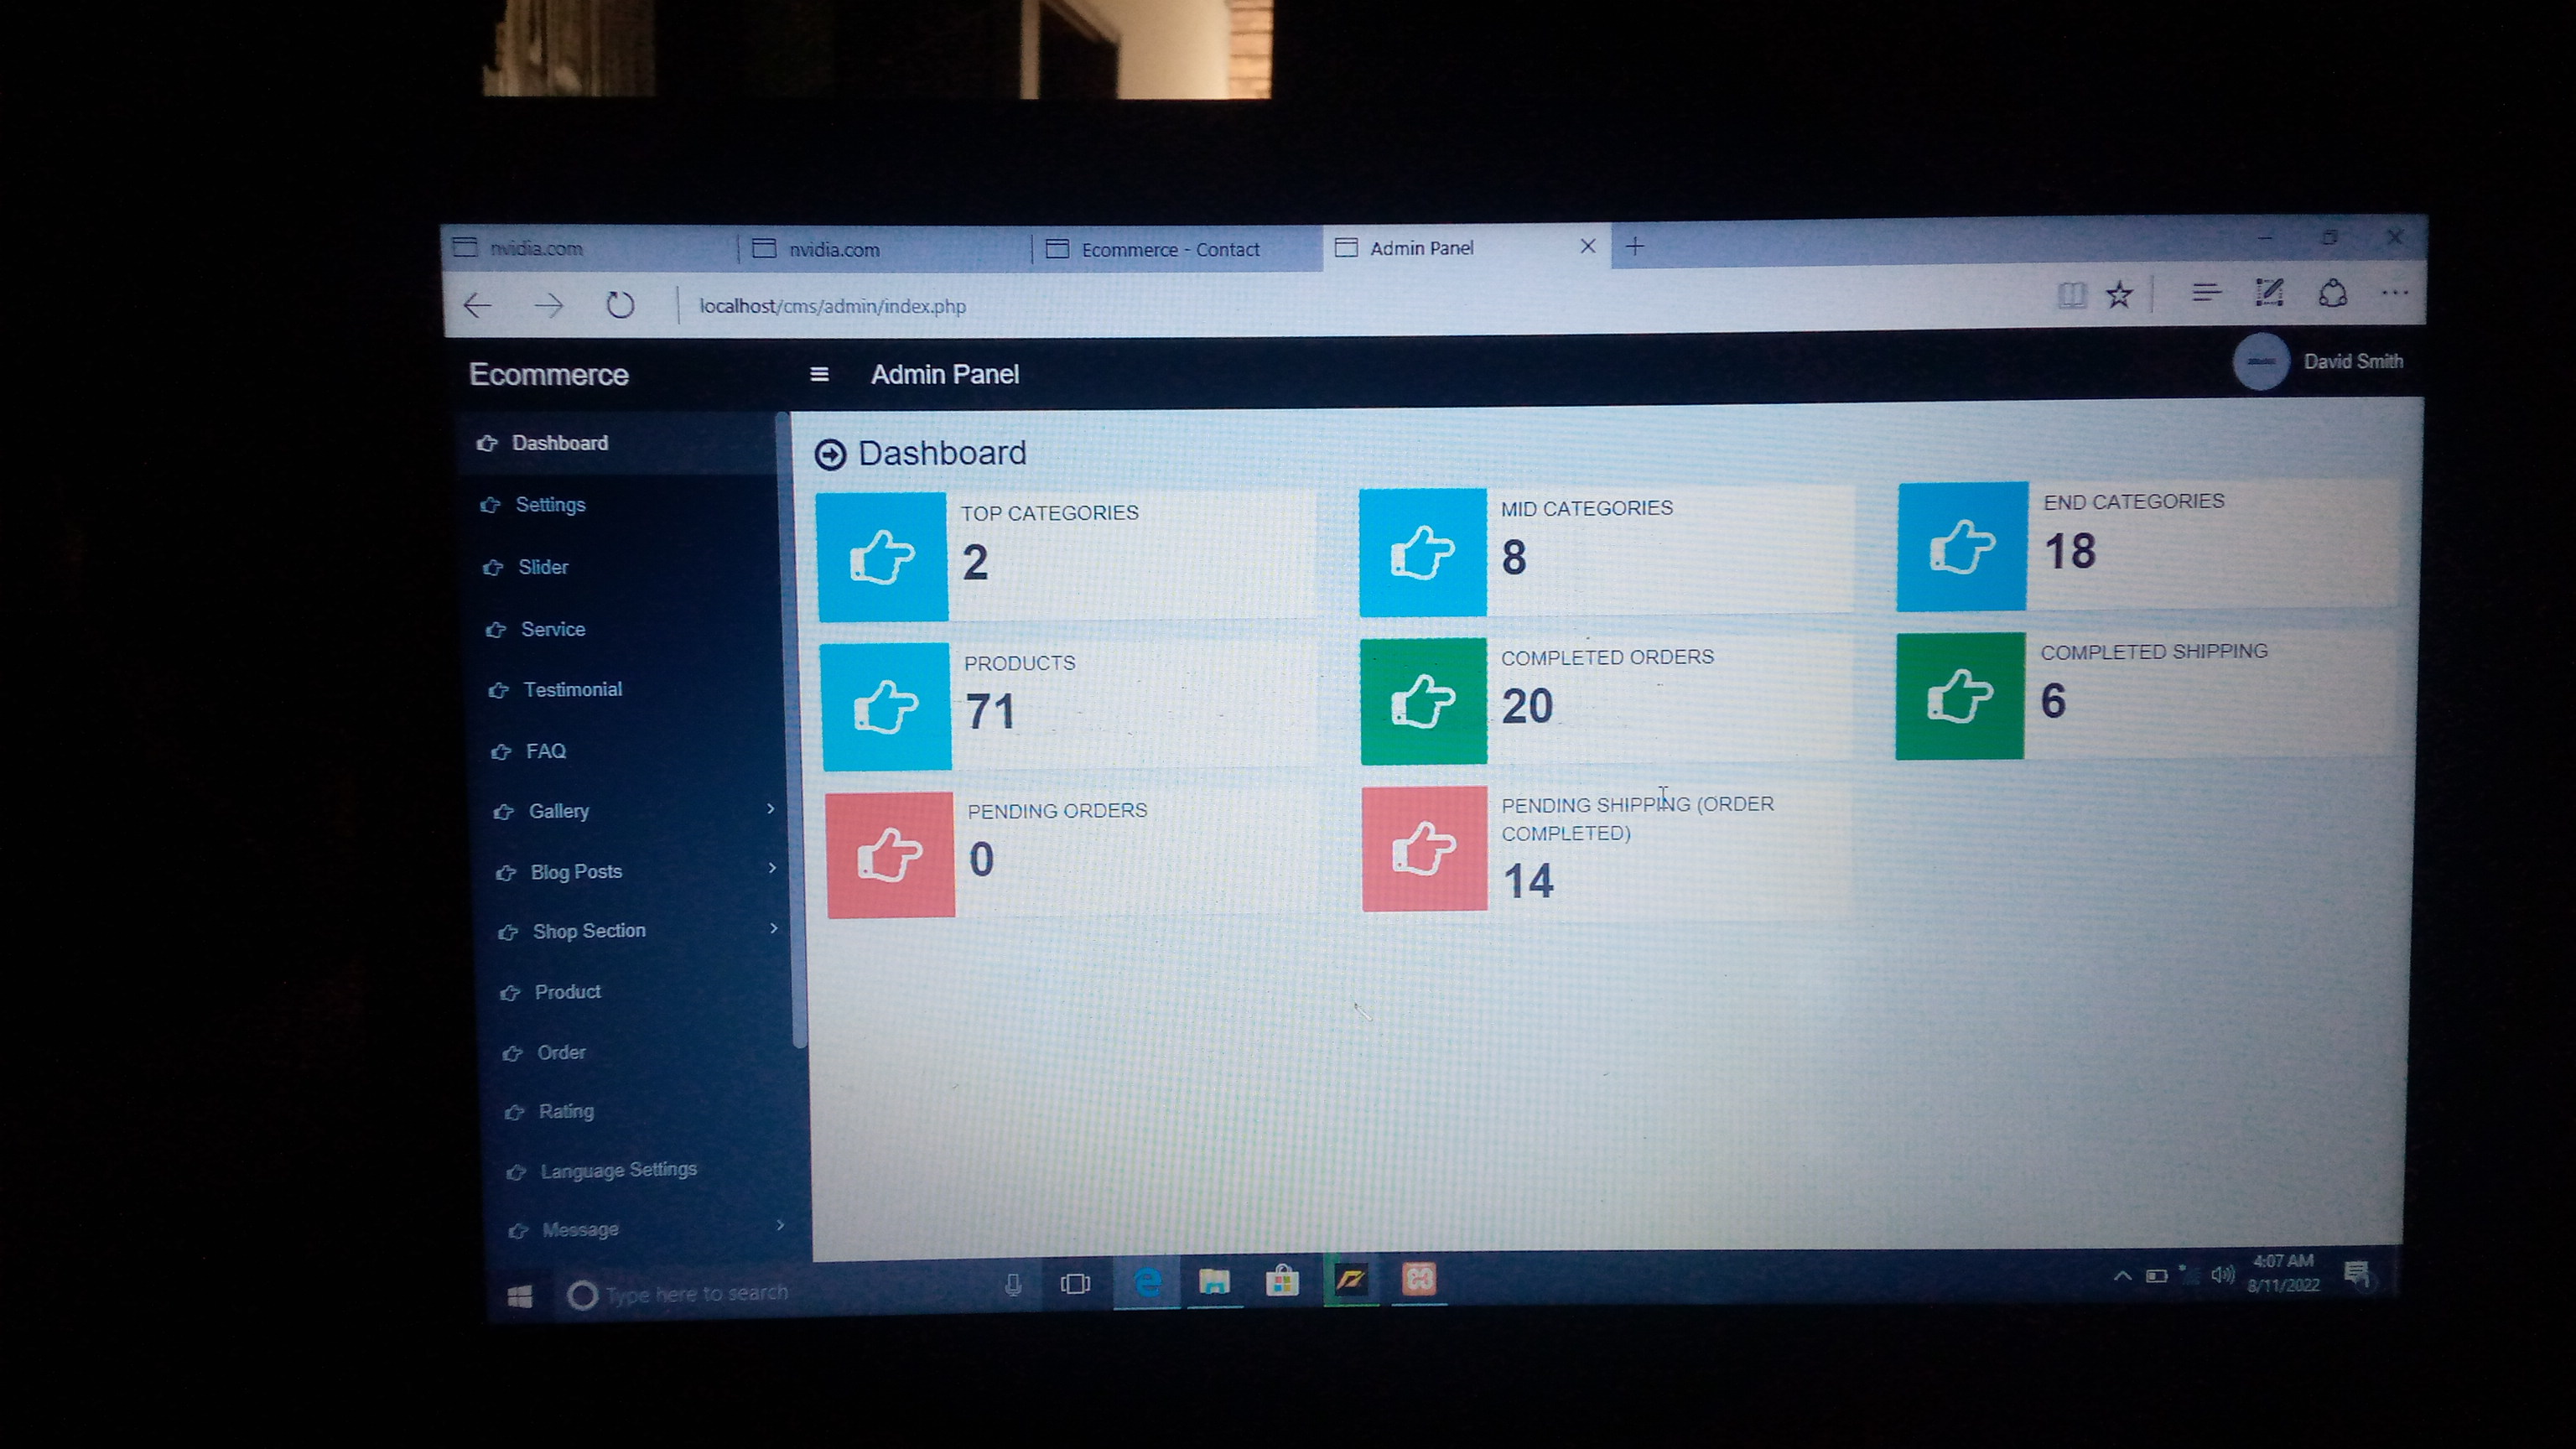 nvidia.com
nvidia.com
Ecommerce - Contact
Admin Panel
localhost/cms/admin/index.php
Ecommerce
Admin Panel
David Smith
Dashboard
Settings
Slider
Service
Testimonial
FAQ
Gallery
Blog Posts
Shop Section
Product
Order
Rating
Language Settings
Message
Dashboard
TOP CATEGORIES
2
MID CATEGORIES
8
END CATEGORIES
18
PRODUCTS
71
COMPLETED ORDERS
20
COMPLETED SHIPPING
6
PENDING ORDERS
0
PENDING SHIPPING (ORDER
COMPLETED)
14
Type here to search
4:07 AM
8/11/2022